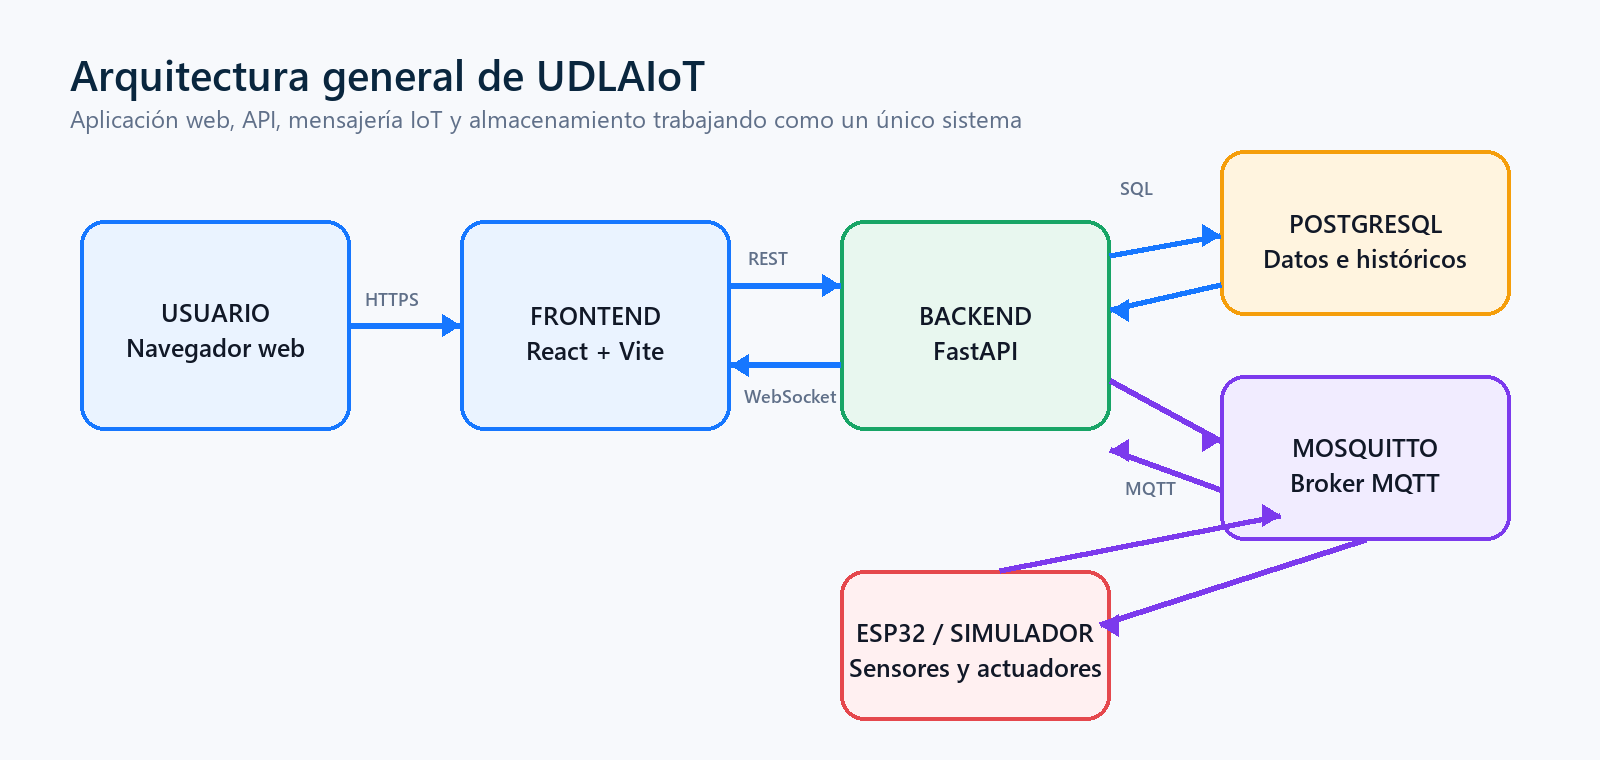 Arquitectura general de UDLAIoT
Aplicación web, API, mensajería IoT y almacenamiento trabajando como un único sistema
USUARIO
Navegador web
HTTPS
FRONTEND
React + Vite
REST
WebSocket
BACKEND
FastAPI
SQL
POSTGRESQL
Datos e históricos
MQTT
MOSQUITTO
Broker MQTT
ESP32 / SIMULADOR
Sensores y actuadores